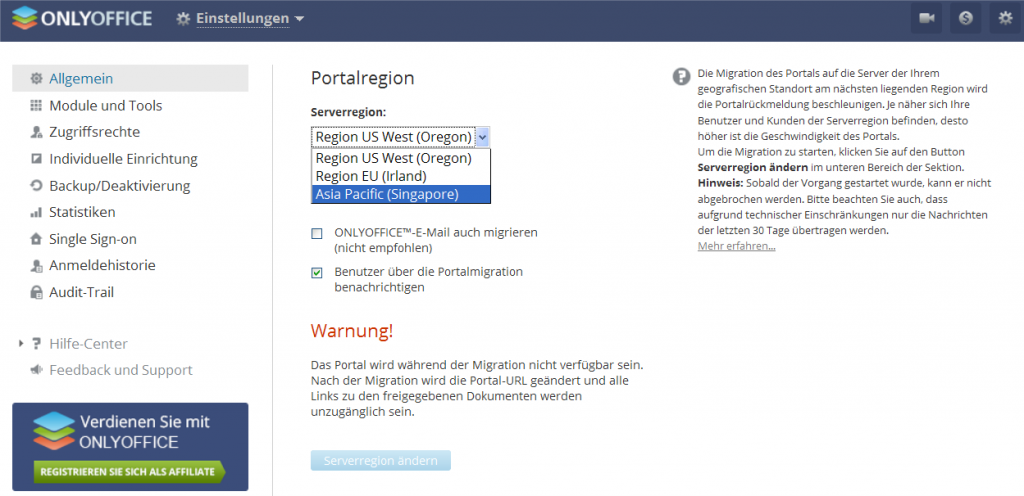 ONLYOFFICE
Einstellungen
Allgemein
Module und Tools
Zugriffsrechte
Individuelle Einrichtung
Backup/Deaktivierung
Statistiken
Single Sign-on
Anmeldehistorie
Audit-Trail
Hilfe-Center
Feedback und Support
Verdienen Sie mit
ONLYOFFICE
REGISTRIEREN SIE SICH ALS AFFILIATE
Portalregion
Serverregion:
Region US West (Oregon)
Region US West (Oregon)
Region EU (Irland)
Asia Pacific (Singapore)
ONLYOFFICE™-E-Mail auch migrieren
(nicht empfohlen)
Benutzer über die Portalmigration
benachrichtigen
Warnung!
Das Portal wird während der Migration nicht verfügbar sein.
Nach der Migration wird die Portal-URL geändert und alle
Links zu den freigegebenen Dokumenten werden
unzugänglich sein.
Serverregion ändern
Die Migration des Portals auf die Server der Ihrem
geografischen Standort am nächsten liegenden Region wird
die Portalrückmeldung beschleunigen. Je näher sich Ihre
Benutzer und Kunden der Serverregion befinden, desto
höher ist die Geschwindigkeit des Portals.
Um die Migration zu starten, klicken Sie auf den Button
Serverregion ändern im unteren Bereich der Sektion.
Hinweis: Sobald der Vorgang gestartet wurde, kann er nicht
abgebrochen werden. Bitte beachten Sie auch, dass
aufgrund technischer Einschränkungen nur die Nachrichten
der letzten 30 Tage übertragen werden.
Mehr erfahren...